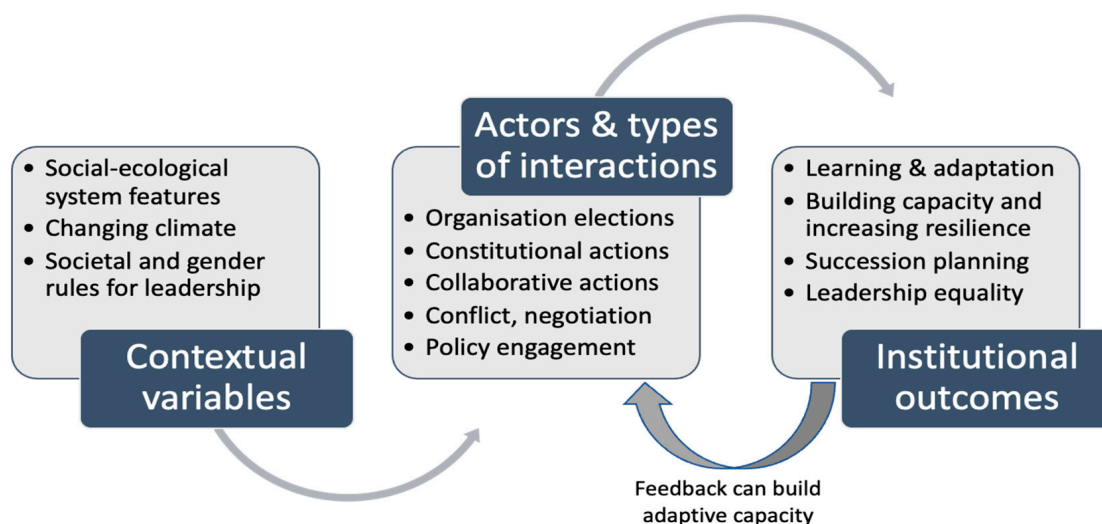 • Social-ecological
system features
• Changing climate
• Societal and gender
rules for leadership
Contextual
variables
Actors & types
of interactions
• Organisation elections
• Constitutional actions
• Collaborative actions
• Conflict, negotiation
• Policy engagement
• Learning & adaptation
• Building capacity and
increasing resilience
• Succession planning
• Leadership equality
Institutional
outcomes
Feedback can build
adaptive capacity